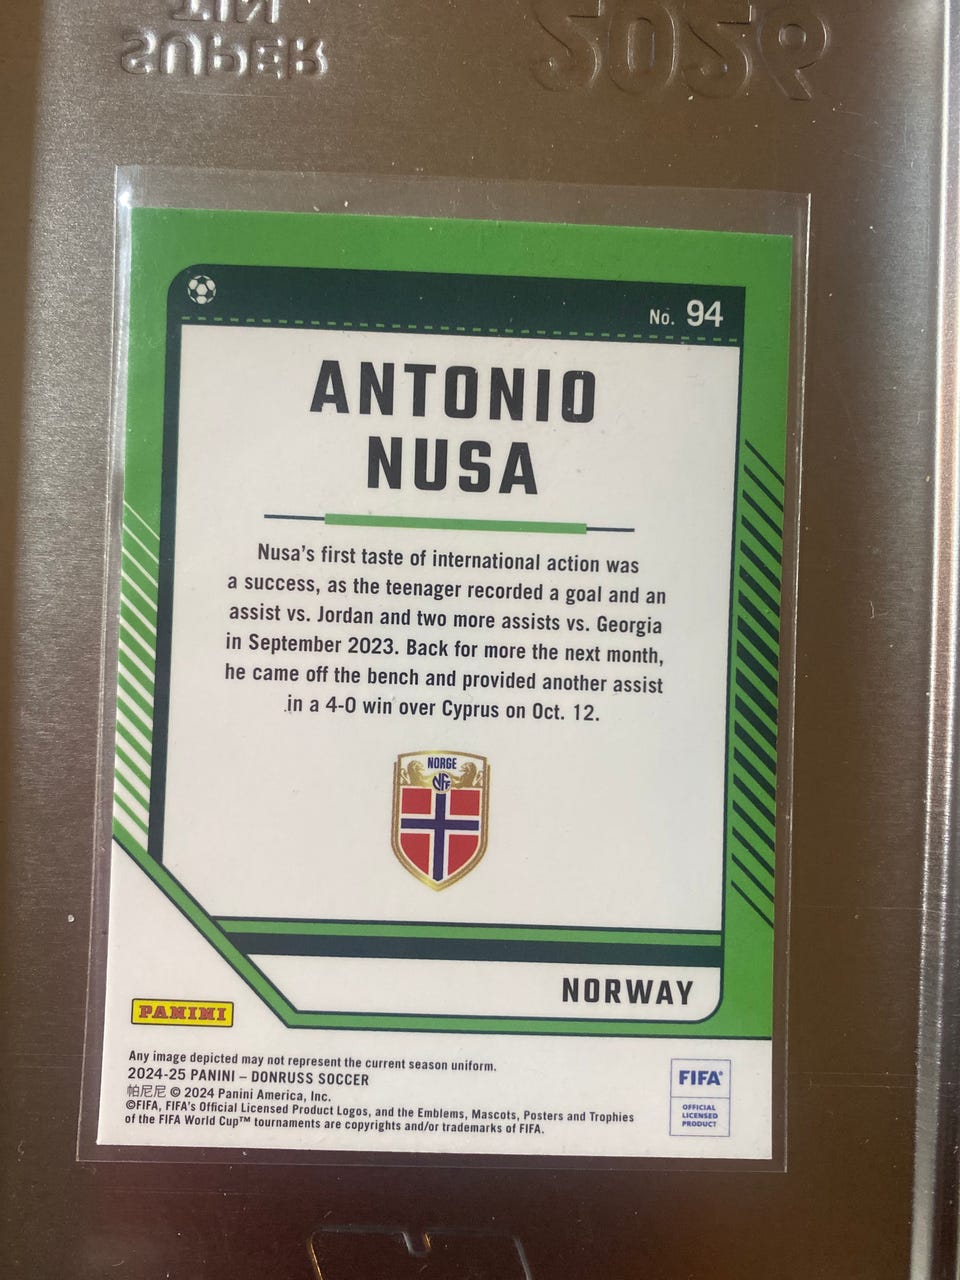 TIN
SUPER
2026
No. 94
ANTONIO
NUSA
Nusa's first taste of international action was
a success, as the teenager recorded a goal and an
assist vs. Jordan and two more assists vs. Georgia
in September 2023. Back for more the next month,
he came off the bench and provided another assist
in a 4-0 win over Cyprus on Oct. 12.
NORGE
NFF
NORWAY
PANINI
Any image depicted may not represent the current season uniform.
2024-25 PANINI – DONRUSS SOCCER
帕尼尼 © 2024 Panini America, Inc.
©FIFA, FIFA's Official Licensed Product Logos, and the Emblems, Mascots, Posters and Trophies
of the FIFA World Cup™ tournaments are copyrights and/or trademarks of FIFA.
FIFA®
OFFICIAL
LICENSED
PRODUCT